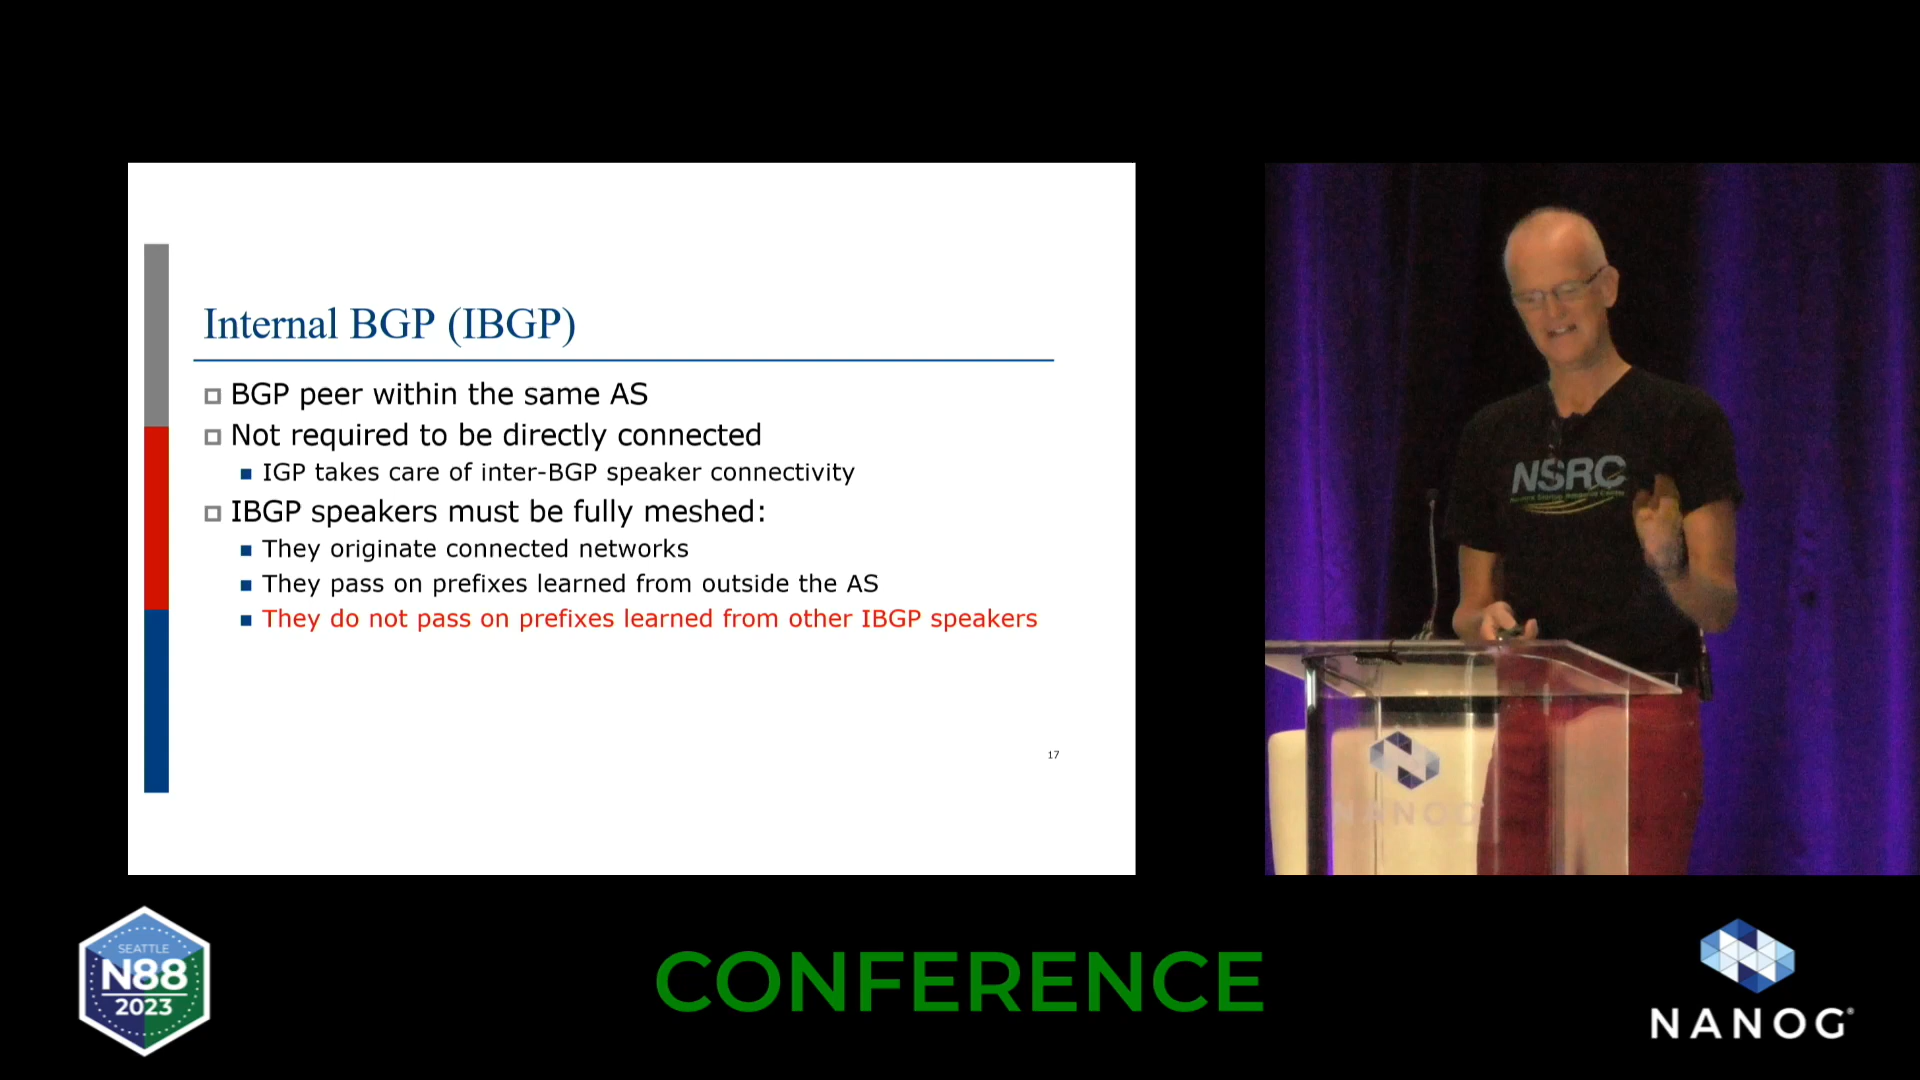 Internal BGP (IBGP)
BGP peer within the same AS
Not required to be directly connected
IGP takes care of inter-BGP speaker connectivity
IBGP speakers must be fully meshed:
They originate connected networks
They pass on prefixes learned from outside the AS
They do not pass on prefixes learned from other IBGP speakers
17
NSRC
NANOG
SEATTLE
N88
2023
CONFERENCE
NANOG®